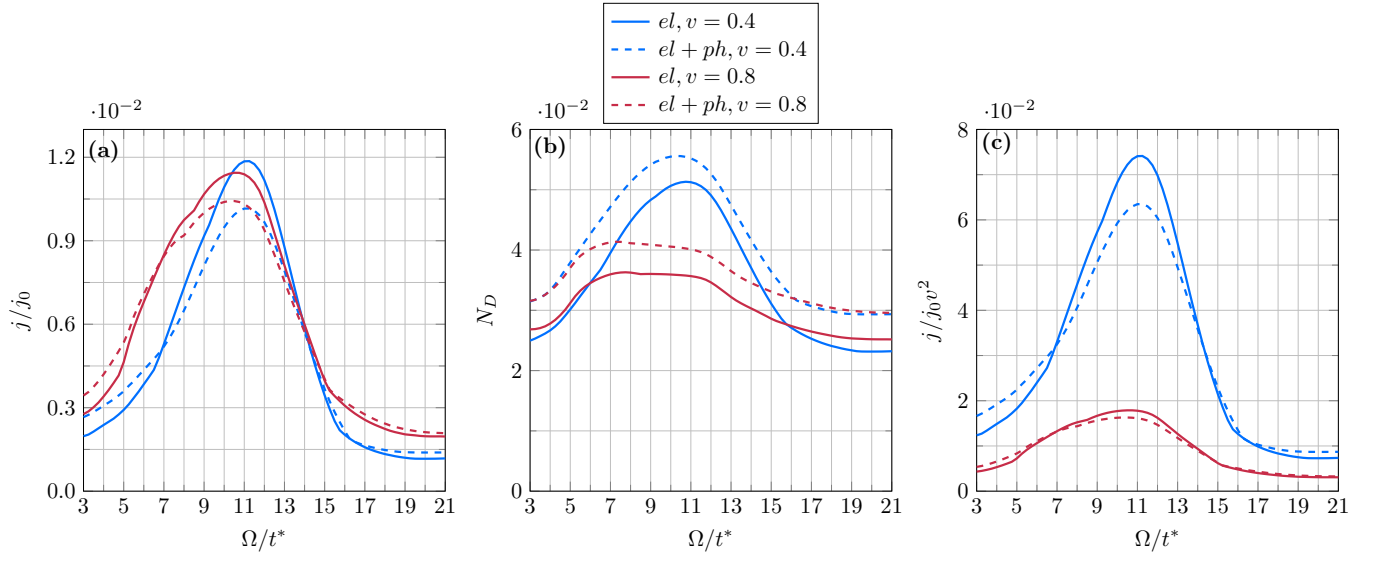 el, v = 0.4
el + ph, v = 0.4
el, v = 0.8
el + ph, v = 0.8
·10⁻²
(a)
1.2
0.9
0.6
0.3
0.0
j/j₀
3 5 7 9 11 13 15 17 19 21
Ω/t*
·10⁻²
(b)
6
4
2
0
N_D
3 5 7 9 11 13 15 17 19 21
Ω/t*
·10⁻²
(c)
8
6
4
2
0
j/j₀v²
3 5 7 9 11 13 15 17 19 21
Ω/t*